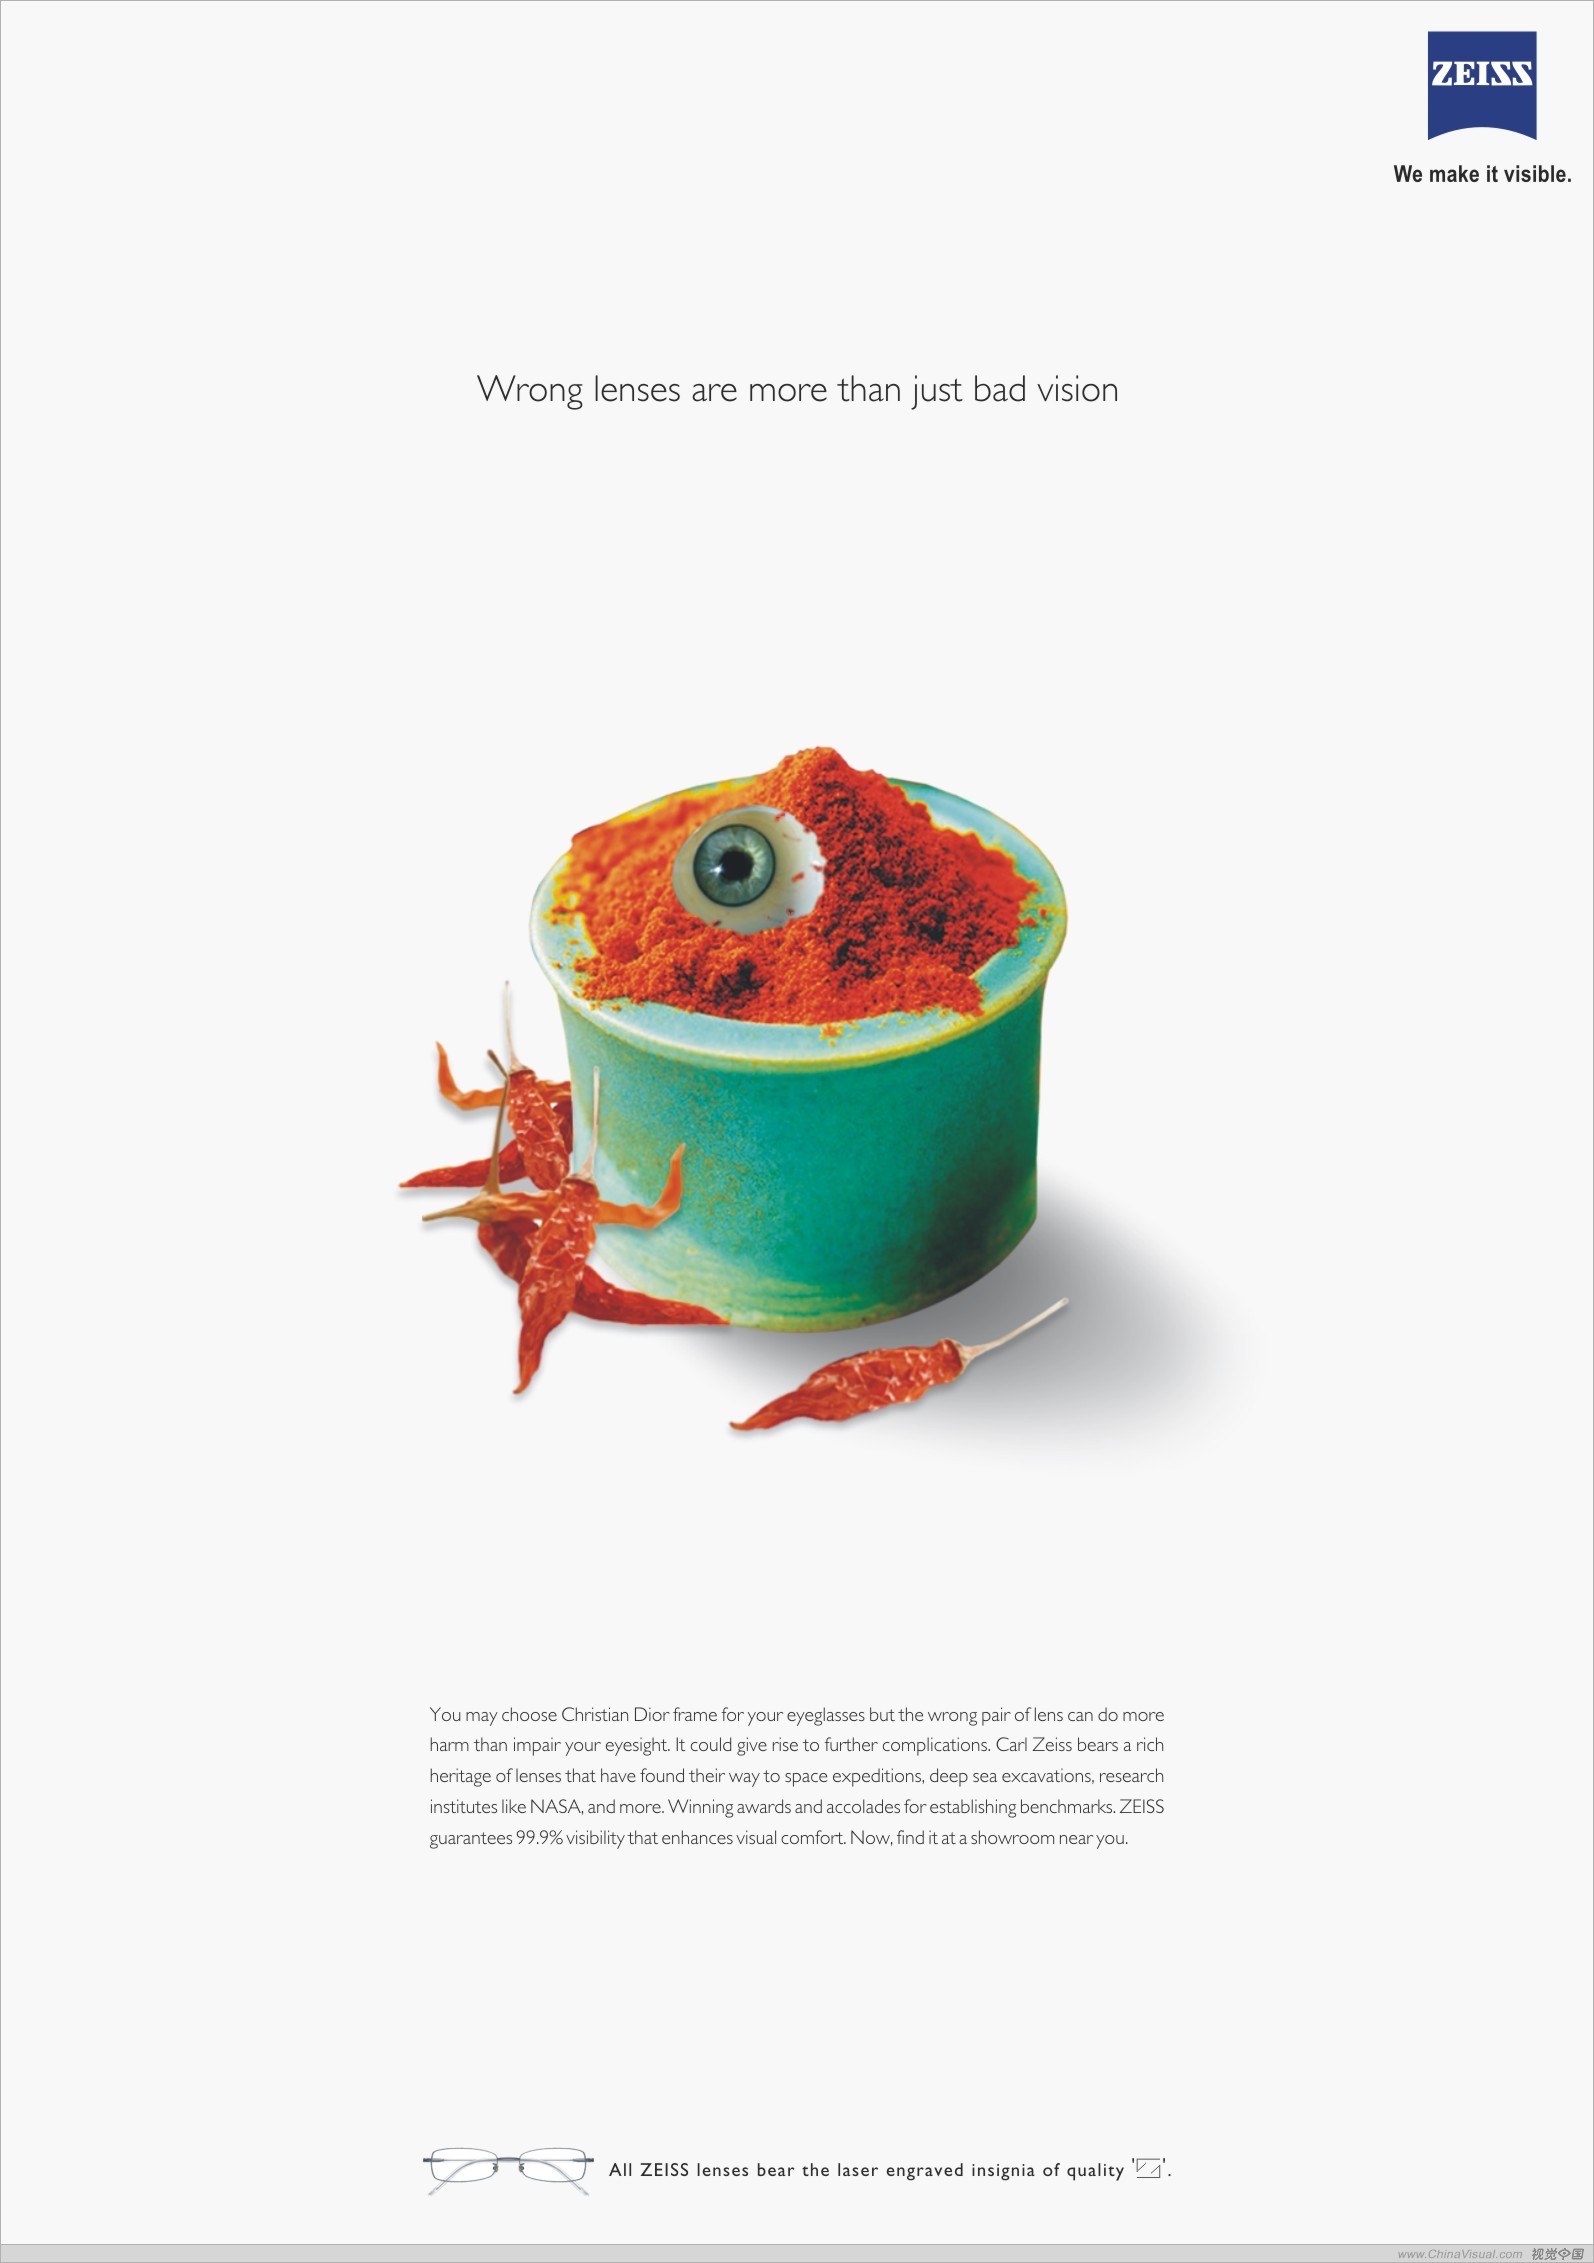 ZEISS
We make it visible.
Wrong lenses are more than just bad vision
You may choose Christian Dior frame for your eyeglasses but the wrong pair of lens can do more
harm than impair your eyesight. It could give rise to further complications. Carl Zeiss bears a rich
heritage of lenses that have found their way to space expeditions, deep sea excavations, research
institutes like NASA, and more. Winning awards and accolades for establishing benchmarks. ZEISS
guarantees 99.9% visibility that enhances visual comfort. Now, find it at a showroom near you.
All ZEISS lenses bear the laser engraved insignia of quality ' '.
www.ChinaVisual.com 视觉中国